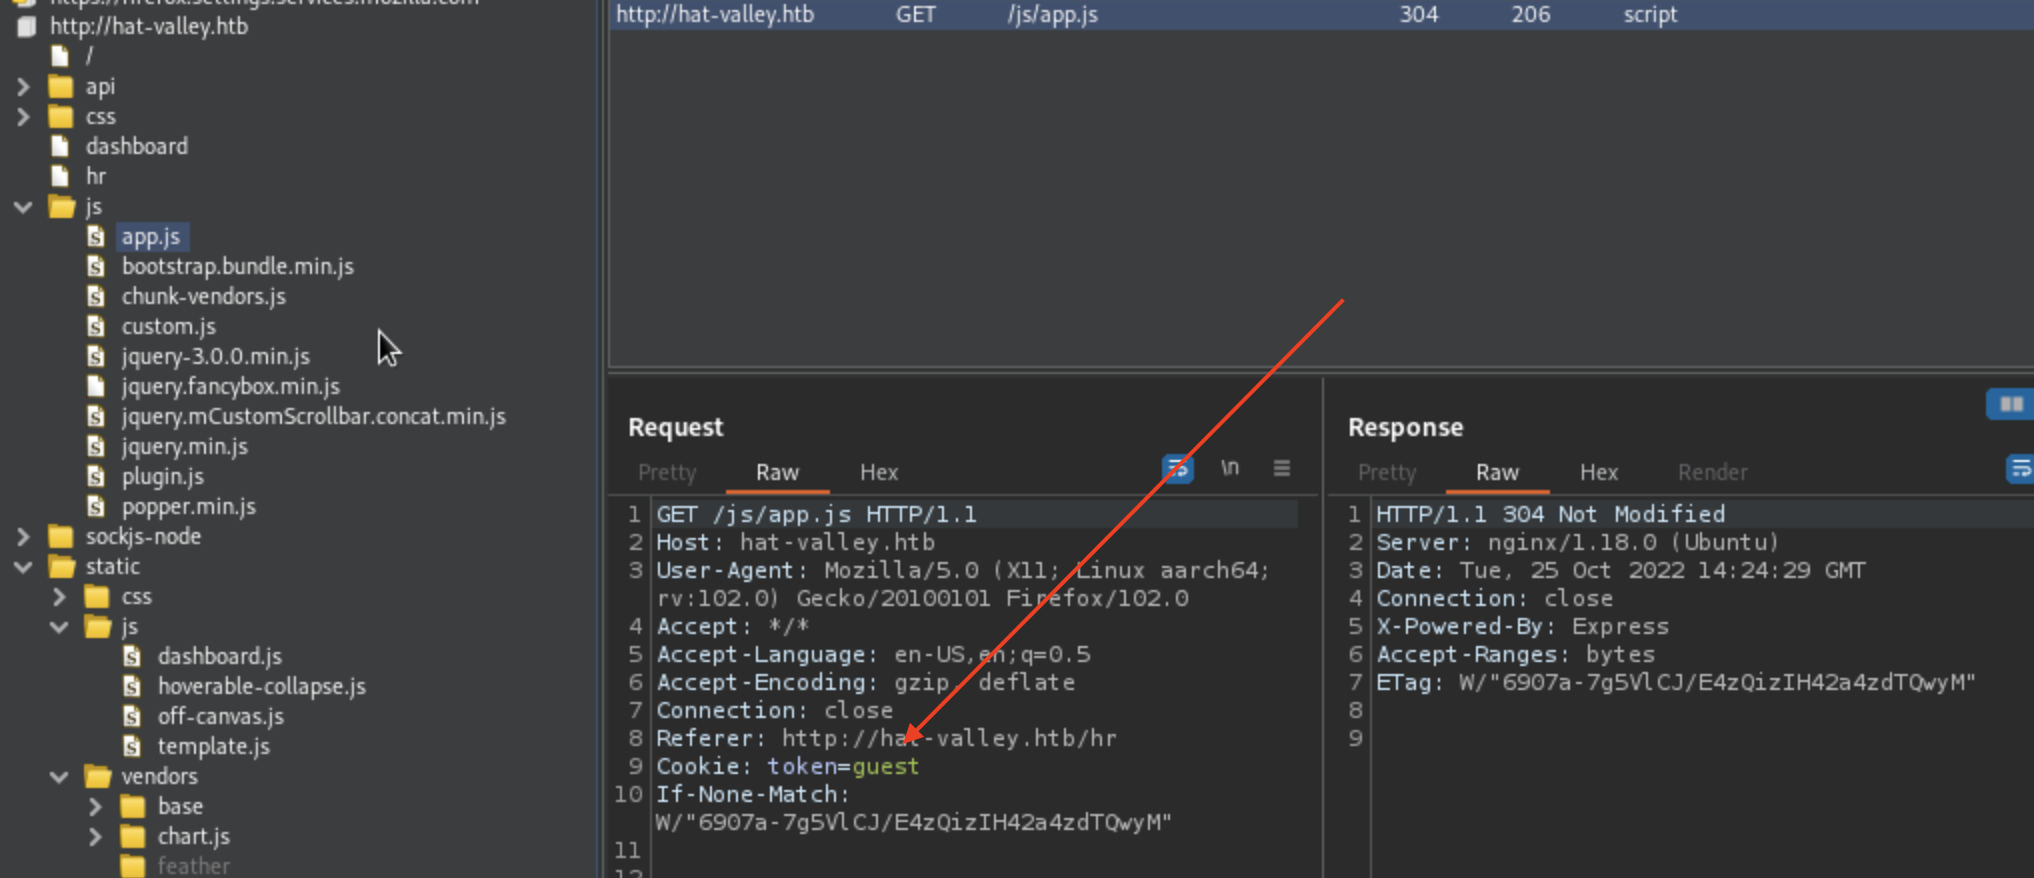 https://firefox.settings.services.mozilla.com
http://hat-valley.htb
/
api
css
dashboard
hr
js
app.js
bootstrap.bundle.min.js
chunk-vendors.js
custom.js
jquery-3.0.0.min.js
jquery.fancybox.min.js
jquery.mCustomScrollbar.concat.min.js
jquery.min.js
plugin.js
popper.min.js
sockjs-node
static
css
js
dashboard.js
hoverable-collapse.js
off-canvas.js
template.js
vendors
base
chart.js
feather
http://hat-valley.htb GET /js/app.js 304 206 script
Request
Pretty Raw Hex \n
1 GET /js/app.js HTTP/1.1
2 Host: hat-valley.htb
3 User-Agent: Mozilla/5.0 (X11; Linux aarch64;
rv:102.0) Gecko/20100101 Firefox/102.0
4 Accept: */*
5 Accept-Language: en-US,en;q=0.5
6 Accept-Encoding: gzip, deflate
7 Connection: close
8 Referer: http://hat-valley.htb/hr
9 Cookie: token=guest
10 If-None-Match:
W/"6907a-7g5VlCJ/E4zQizIH42a4zdTQwyM"
11
12
Response
Pretty Raw Hex Render
1 HTTP/1.1 304 Not Modified
2 Server: nginx/1.18.0 (Ubuntu)
3 Date: Tue, 25 Oct 2022 14:24:29 GMT
4 Connection: close
5 X-Powered-By: Express
6 Accept-Ranges: bytes
7 ETag: W/"6907a-7g5VlCJ/E4zQizIH42a4zdTQwyM"
8
9